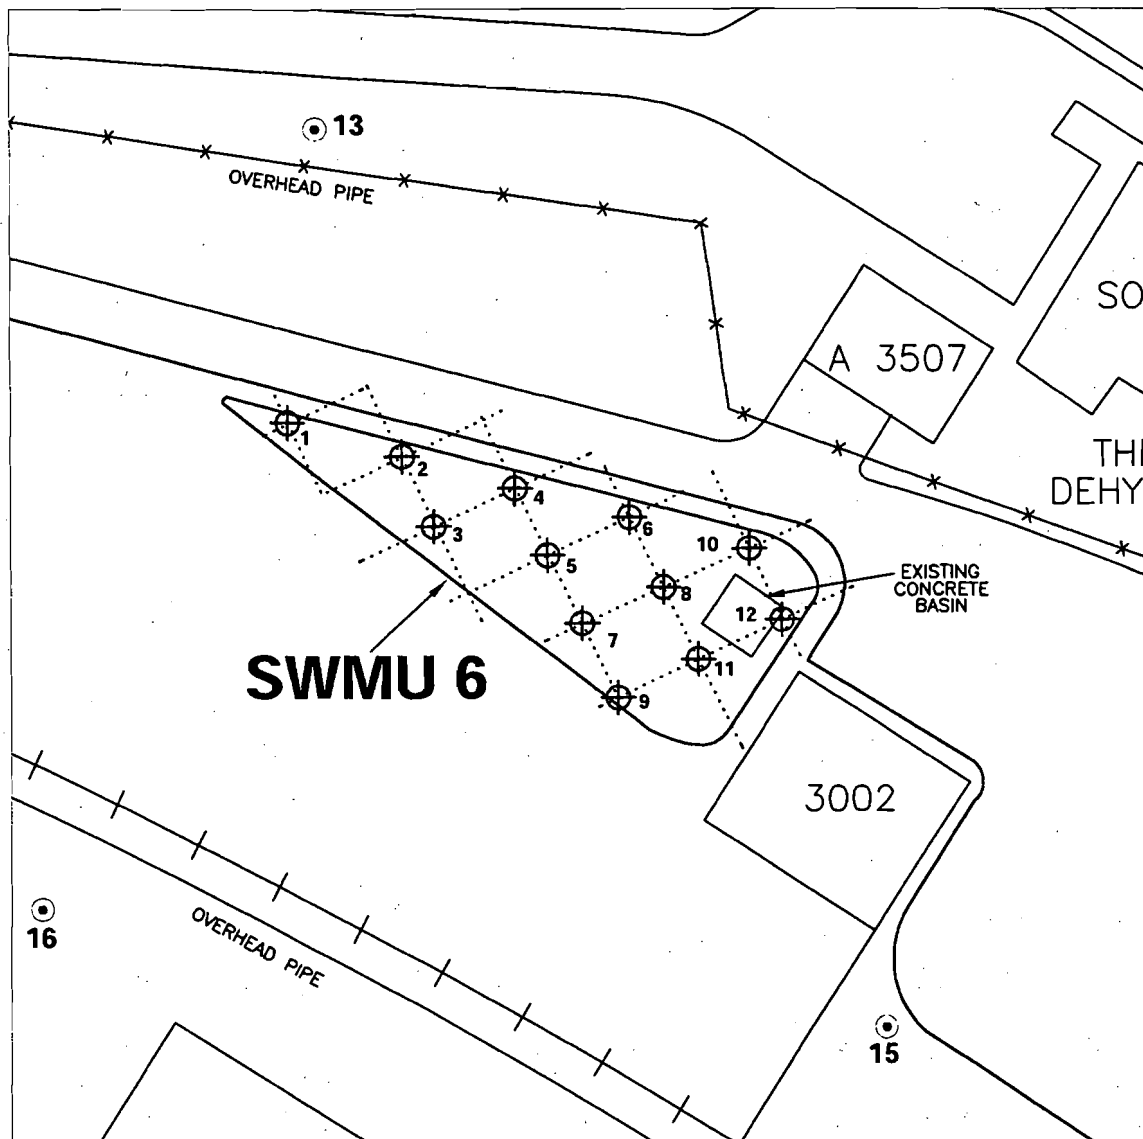 13
OVERHEAD PIPE
SO
A 3507
THI
DEHY
1
2
4
3
6
10
5
EXISTING
CONCRETE
BASIN
8
12
7
11
SWMU 6
9
3002
16
OVERHEAD PIPE
15